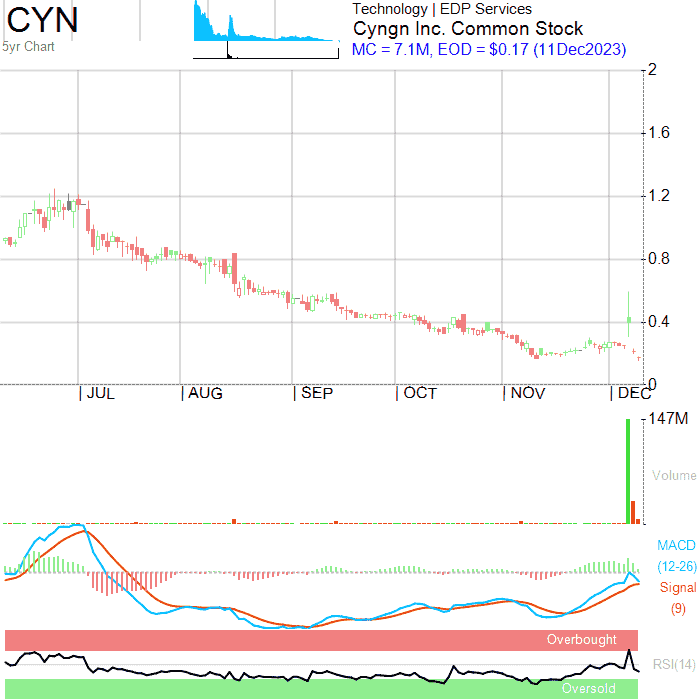 CYN
5yr Chart
Technology | EDP Services
Cyngn Inc. Common Stock
MC = 7.1M, EOD = $0.17 (11Dec2023)
2
1.6
1.2
0.8
0.4
0
| JUL | AUG | SEP | OCT | NOV | DEC
147M
Volume
MACD
(12-26)
Signal
(9)
Overbought
RSI(14)
Oversold